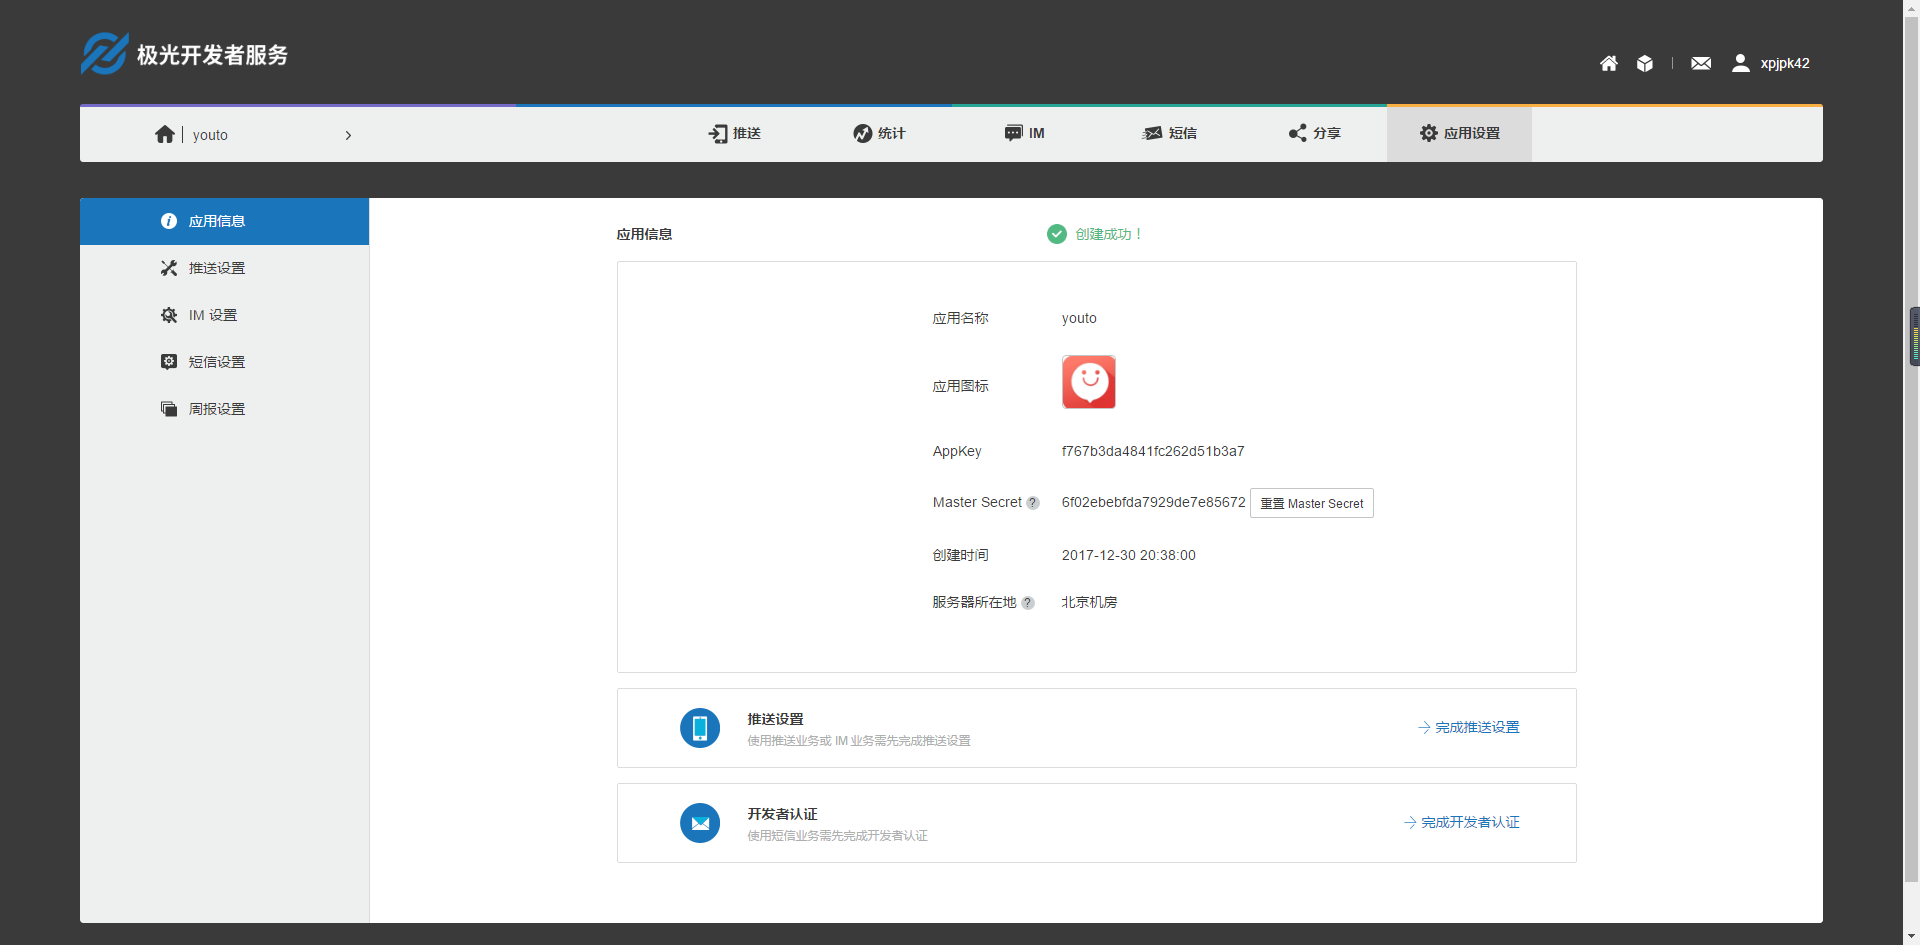 极光开发者服务
xpjpk42
youto
推送
统计
IM
短信
分享
应用设置
应用信息
推送设置
IM 设置
短信设置
周报设置
应用信息
创建成功！
应用名称 youto
应用图标
AppKey f767b3da4841fc262d51b3a7
Master Secret ? 6f02ebebfda7929de7e85672 重置 Master Secret
创建时间 2017-12-30 20:38:00
服务器所在地 ? 北京机房
推送设置
使用推送业务或 IM 业务需先完成推送设置
完成推送设置
开发者认证
使用短信业务需先完成开发者认证
完成开发者认证